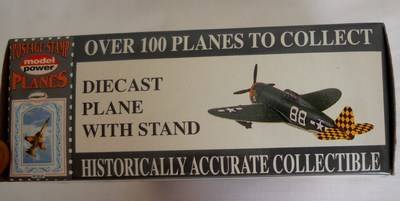 POSTAGE STAMP
model
power
PLANES
OVER 100 PLANES TO COLLECT
DIECAST
PLANE
WITH STAND
88
HISTORICALLY ACCURATE COLLECTIBLE